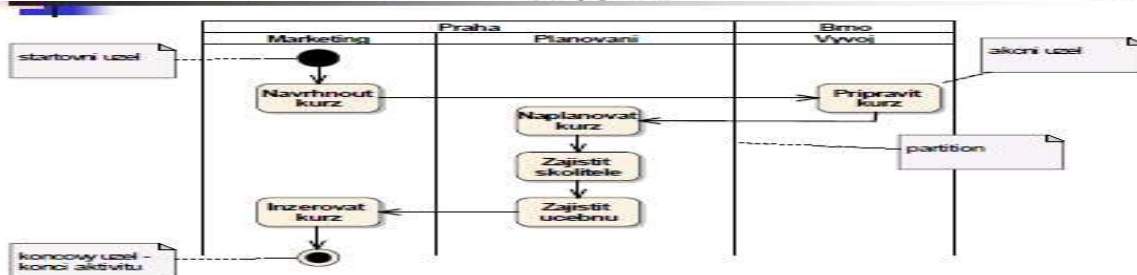 Praha
Brno
Marketing
Planovani
Vyvoj
startovni uzel
akcni uzel
Navrhnout
kurz
Pripravit
kurz
Naplanovat
kurz
partition
Zajistit
skolitele
Inzerovat
kurz
Zajistit
ucebnu
koncovy uzel -
konci aktivitu